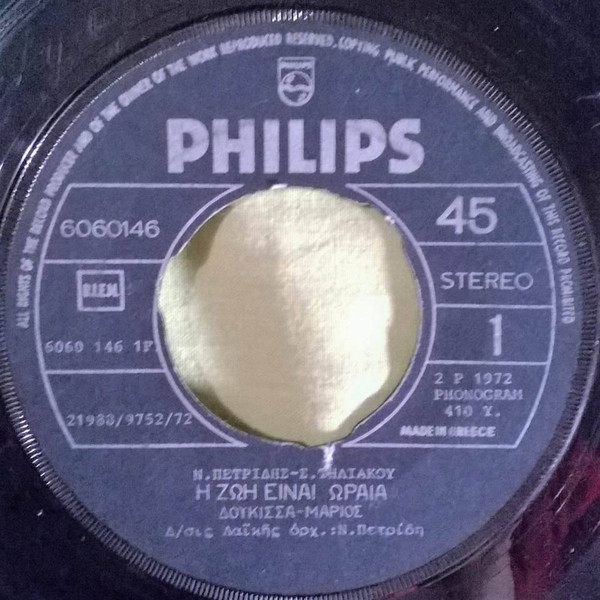 ALL RIGHTS OF THE RECORD PRODUCER AND OF THE OWNER OF THE WORK REPRODUCED RESERVED. COPYING PUBLIC PERFORMANCE AND BROADCASTING OF THIS RECORD PROHIBITED
PHILIPS
PHILIPS
6060146
45
B.I.E.M.
STEREO
6060 146 1F
1
2 P 1972
PHONOGRAM
410 Y.
21988/9752/72
MADE IN GREECE
Ν.ΠΕΤΡΙΔΗΣ-Σ.ΤΗΛΙΑΚΟΥ
Η ΖΩΗ ΕΙΝΑΙ ΩΡΑΙΑ
ΔΟΥΚΙΣΣΑ-ΜΑΡΙΟΣ
Δ/σις Λαϊκής όρχ.:Ν.Πετρίδη